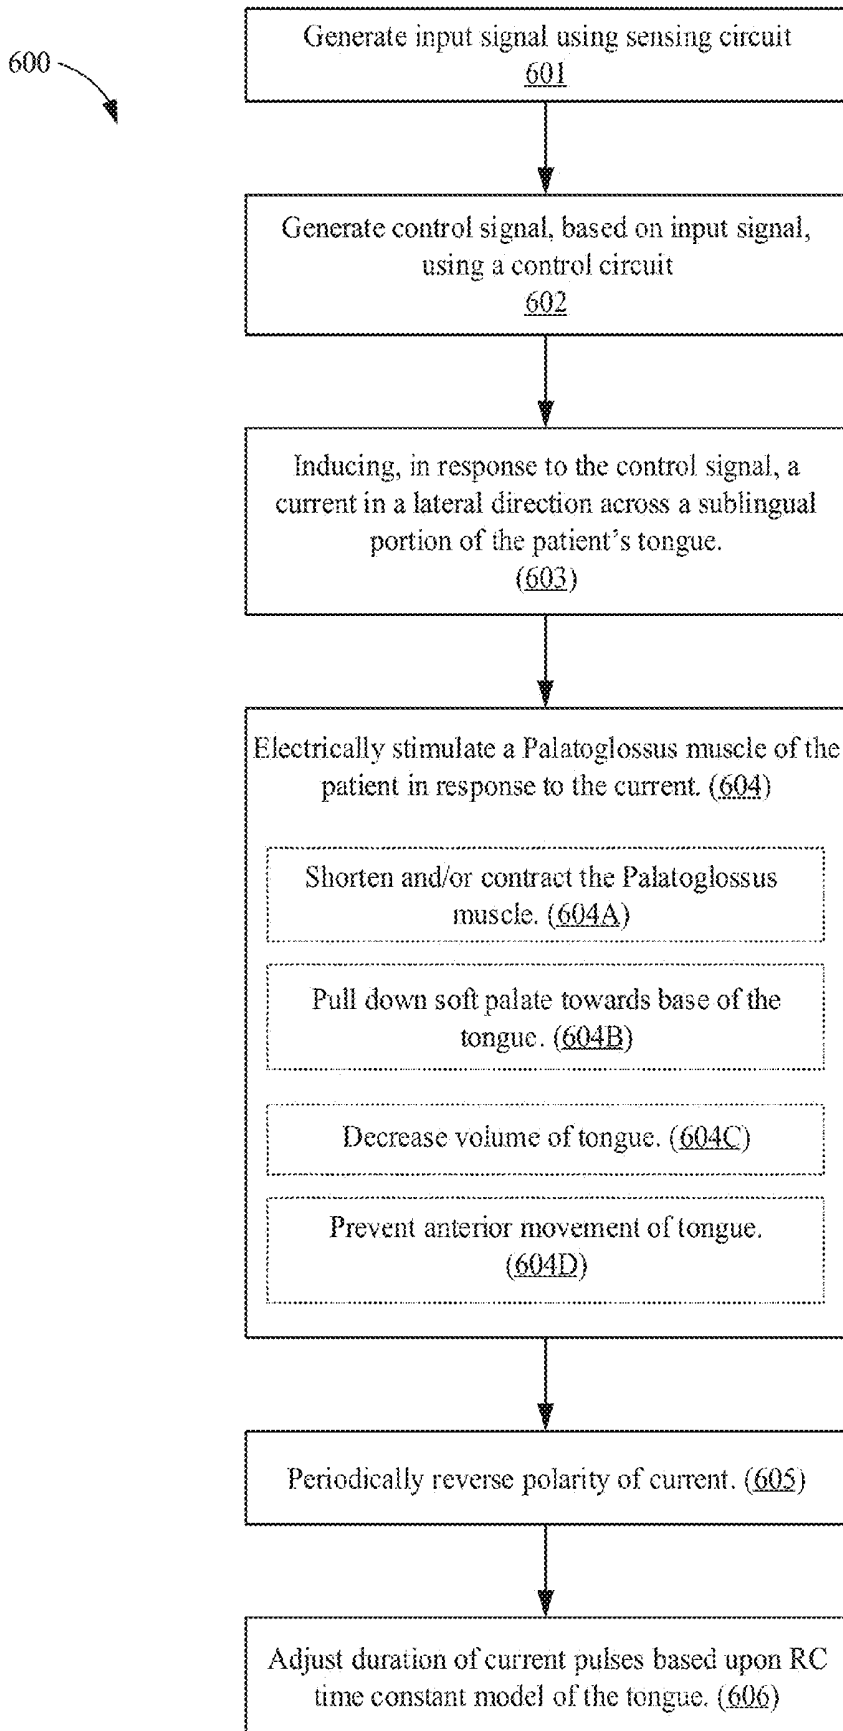 Generate input signal using sensing circuit
600
601
Generate control signal, based on input signal,
using a control circuit
602
Inducing, in response to the control signal, a
current in a lateral direction across a sublingual
portion of the patient's tongue.
(603)
Electrically stimulate a Palatoglossus muscle of the
patient in response to the current. (604)
Shorten and/or contract the Palatoglossus
muscle. (604A)
Pull down soft palate towards base of the
tongue. (604B)
Decrease volume of tongue. (604C)
Prevent anterior movement of tongue.
(604D)
Periodically reverse polarity of current. (605)
Adjust duration of current pulses based upon RC
time constant model of the tongue. (606)